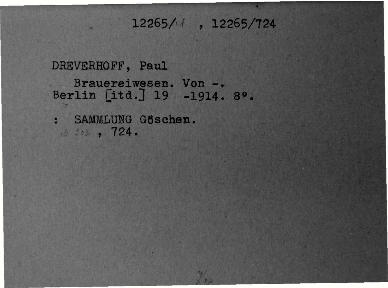 12265/ , 12265/724
DREVERHOFF, Paul
Brauereiwesen. Von -.
Berlin [itd.] 19 -1914. 8°.
: SAMMLUNG Göschen.
, 724.